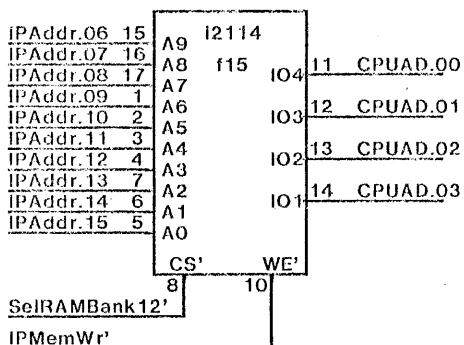 IPAddr.06 15 A9 i2114
IPAddr.07 16 A8 f15 IO4 11 CPUAD.00
IPAddr.08 17 A7
IPAddr.09 1 A6 IO3 12 CPUAD.01
IPAddr.10 2 A5
IPAddr.11 3 A4
IPAddr.12 4 A3 IO2 13 CPUAD.02
IPAddr.13 7 A2
IPAddr.14 6 A1 IO1 14 CPUAD.03
IPAddr.15 5 A0
CS' WE'
8 10
SelRAMBank12'
IPMemWr'